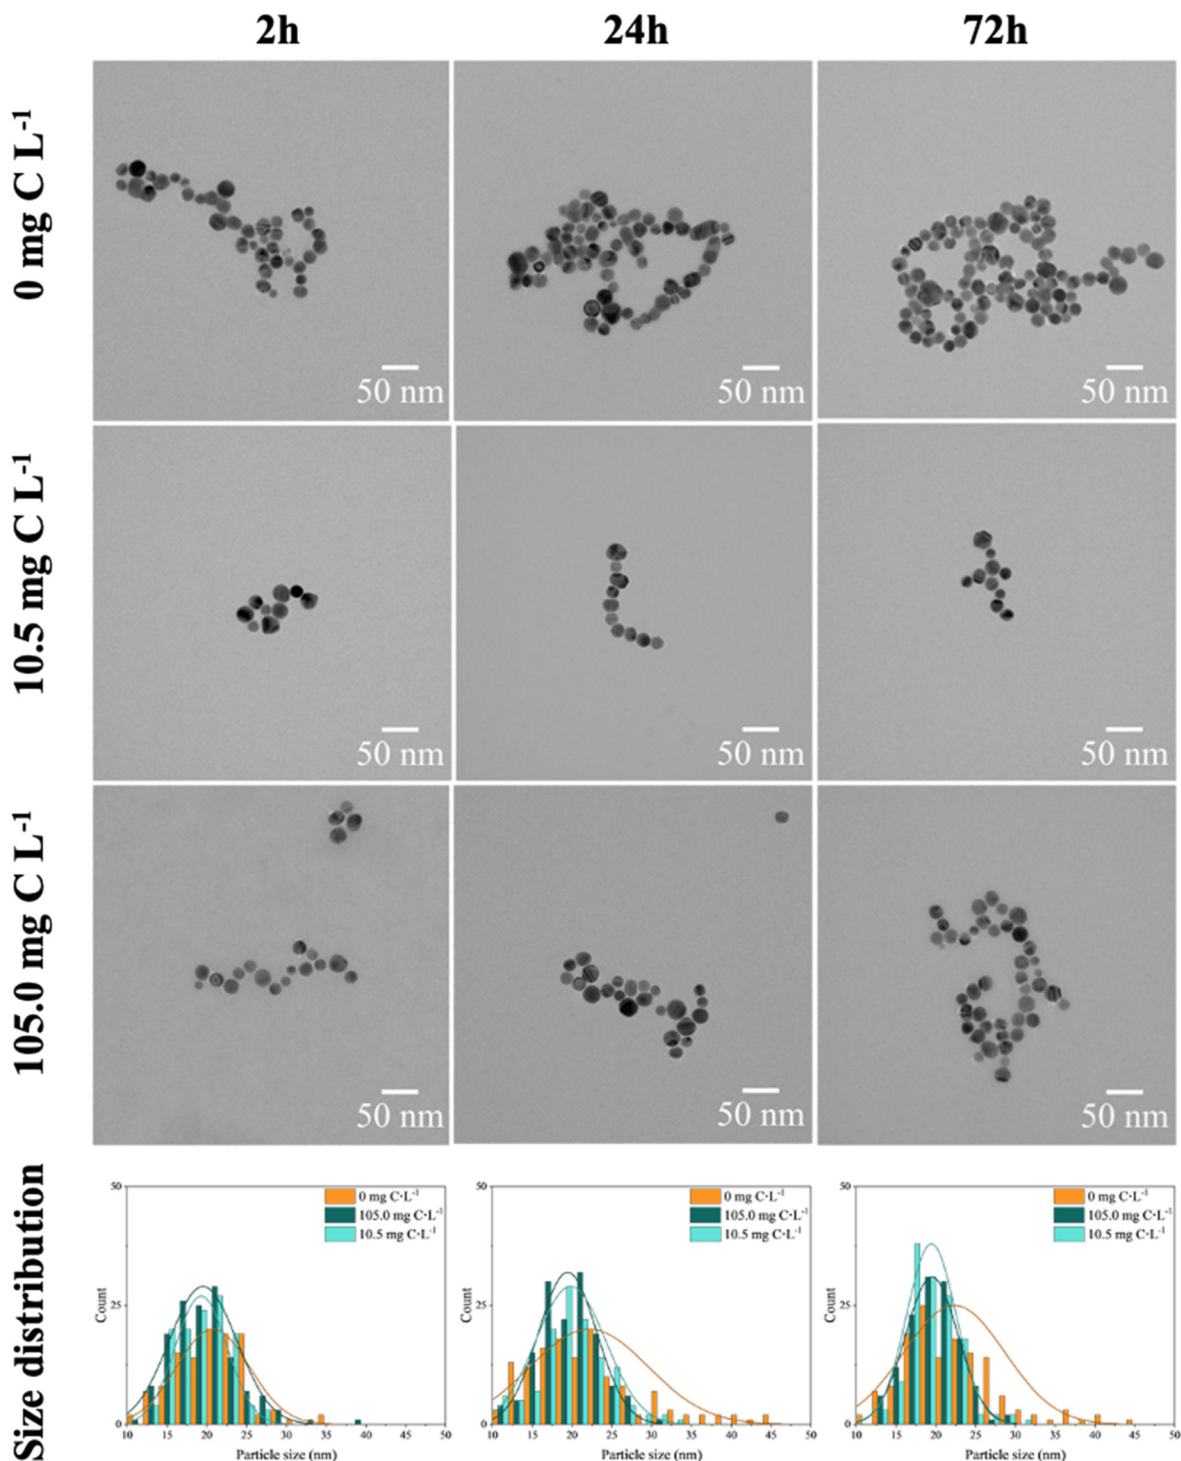 2h 24h 72h
0 mg C L⁻¹
50 nm 50 nm 50 nm
10.5 mg C L⁻¹
50 nm 50 nm 50 nm
105.0 mg C L⁻¹
50 nm 50 nm 50 nm
Size distribution
50
25
0
Count
0 mg C·L⁻¹
105.0 mg C·L⁻¹
10.5 mg C·L⁻¹
10 15 20 25 30 35 40 45 50
Particle size (nm)
50
25
0
Count
0 mg C·L⁻¹
105.0 mg C·L⁻¹
10.5 mg C·L⁻¹
10 15 20 25 30 35 40 45 50
Particle size (nm)
50
25
0
Count
0 mg C·L⁻¹
105.0 mg C·L⁻¹
10.5 mg C·L⁻¹
10 15 20 25 30 35 40 45 50
Particle size (nm)